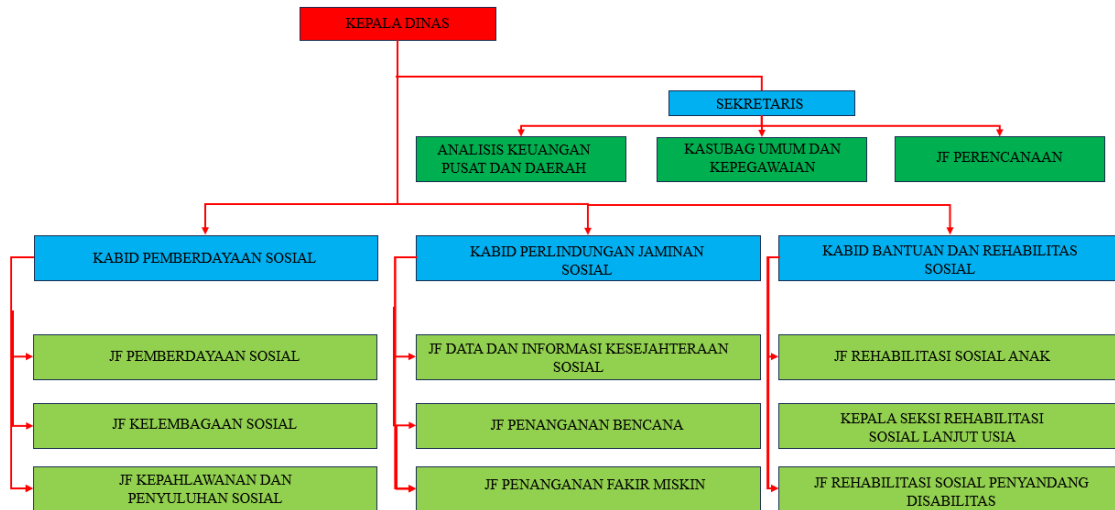 KEPALA DINAS
SEKRETARIS
ANALISIS KEUANGAN
PUSAT DAN DAERAH
KASUBAG UMUM DAN
KEPEGAWAIAN
JF PERENCANAAN
KABID PEMBERDAYAAN SOSIAL
KABID PERLINDUNGAN JAMINAN
SOSIAL
KABID BANTUAN DAN REHABILITAS
SOSIAL
JF PEMBERDAYAAN SOSIAL
JF DATA DAN INFORMASI KESEJAHTERAAN
SOSIAL
JF REHABILITASI SOSIAL ANAK
JF KELEMBAGAAN SOSIAL
JF PENANGANAN BENCANA
KEPALA SEKSI REHABILITASI
SOSIAL LANJUT USIA
JF KEPAHLAWANAN DAN
PENYULUHAN SOSIAL
JF PENANGANAN FAKIR MISKIN
JF REHABILITASI SOSIAL PENYANDANG
DISABILITAS